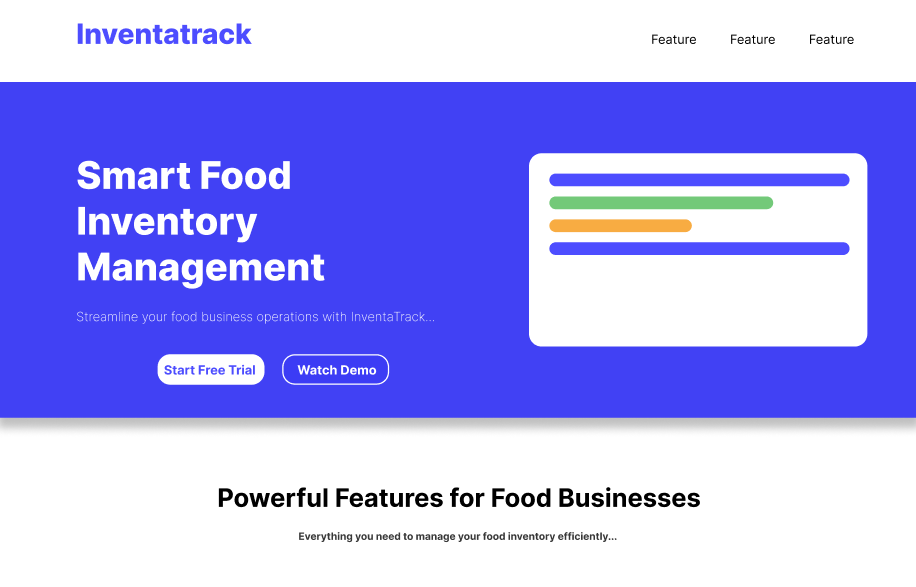 Inventatrack
Feature Feature Feature
Smart Food
Inventory
Management
Streamline your food business operations with InventaTrack...
Start Free Trial Watch Demo
Powerful Features for Food Businesses
Everything you need to manage your food inventory efficiently...